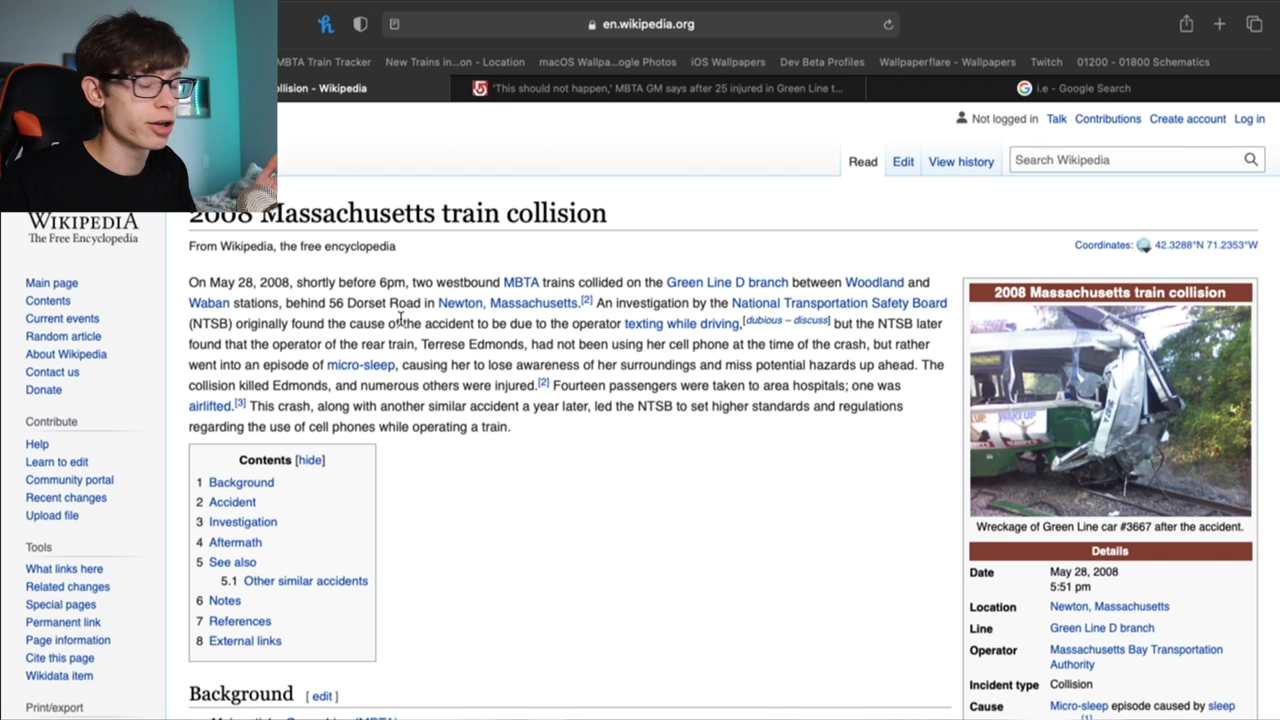 en.wikipedia.org
MBTA Train Tracker New Trains in...on - Location macOS Wallpa...ogle Photos iOS Wallpapers Dev Beta Profiles Wallpaperflare - Wallpapers Twitch 01200 - 01800 Schematics
ollision - Wikipedia 'This should not happen,' MBTA GM says after 25 injured in Green Line t... i.e - Google Search
Not logged in Talk Contributions Create account Log in
Read Edit View history Search Wikipedia
WIKIPEDIA
The Free Encyclopedia
Main page
Contents
Current events
Random article
About Wikipedia
Contact us
Donate
Contribute
Help
Learn to edit
Community portal
Recent changes
Upload file
Tools
What links here
Related changes
Special pages
Permanent link
Page information
Cite this page
Wikidata item
Print/export
2008 Massachusetts train collision
From Wikipedia, the free encyclopedia
Coordinates: 42.3288°N 71.2353°W
On May 28, 2008, shortly before 6pm, two westbound MBTA trains collided on the Green Line D branch between Woodland and
Waban stations, behind 56 Dorset Road in Newton, Massachusetts.[2] An investigation by the National Transportation Safety Board
(NTSB) originally found the cause of the accident to be due to the operator texting while driving,[dubious – discuss] but the NTSB later
found that the operator of the rear train, Terrese Edmonds, had not been using her cell phone at the time of the crash, but rather
went into an episode of micro-sleep, causing her to lose awareness of her surroundings and miss potential hazards up ahead. The
collision killed Edmonds, and numerous others were injured.[2] Fourteen passengers were taken to area hospitals; one was
airlifted.[3] This crash, along with another similar accident a year later, led the NTSB to set higher standards and regulations
regarding the use of cell phones while operating a train.
Contents [hide]
1 Background
2 Accident
3 Investigation
4 Aftermath
5 See also
5.1 Other similar accidents
6 Notes
7 References
8 External links
Background [ edit ]
2008 Massachusetts train collision
WAKE UP
3667
Wreckage of Green Line car #3667 after the accident.
Details
Date May 28, 2008
5:51 pm
Location Newton, Massachusetts
Line Green Line D branch
Operator Massachusetts Bay Transportation
Authority
Incident type Collision
Cause Micro-sleep episode caused by sleep